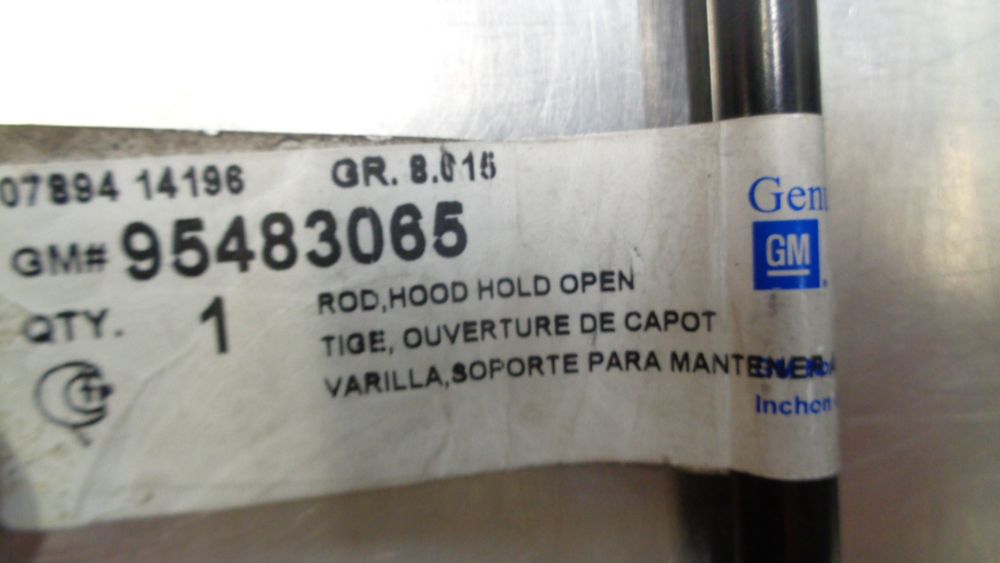 07894 14196 GR. 8.015
GM# 95483065
QTY. 1
ROD,HOOD HOLD OPEN
TIGE, OUVERTURE DE CAPOT
VARILLA,SOPORTE PARA MANTENER
Genu
GM
Inchon